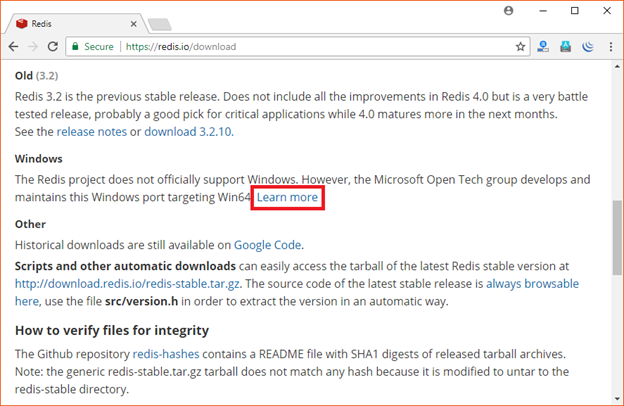 Redis
Secure https://redis.io/download
Old (3.2)
Redis 3.2 is the previous stable release. Does not include all the improvements in Redis 4.0 but is a very battle
tested release, probably a good pick for critical applications while 4.0 matures more in the next months.
See the release notes or download 3.2.10.
Windows
The Redis project does not officially support Windows. However, the Microsoft Open Tech group develops and
maintains this Windows port targeting Win64 Learn more
Other
Historical downloads are still available on Google Code.
Scripts and other automatic downloads can easily access the tarball of the latest Redis stable version at
http://download.redis.io/redis-stable.tar.gz. The source code of the latest stable release is always browsable
here, use the file src/version.h in order to extract the version in an automatic way.
How to verify files for integrity
The Github repository redis-hashes contains a README file with SHA1 digests of released tarball archives.
Note: the generic redis-stable.tar.gz tarball does not match any hash because it is modified to untar to the
redis-stable directory.